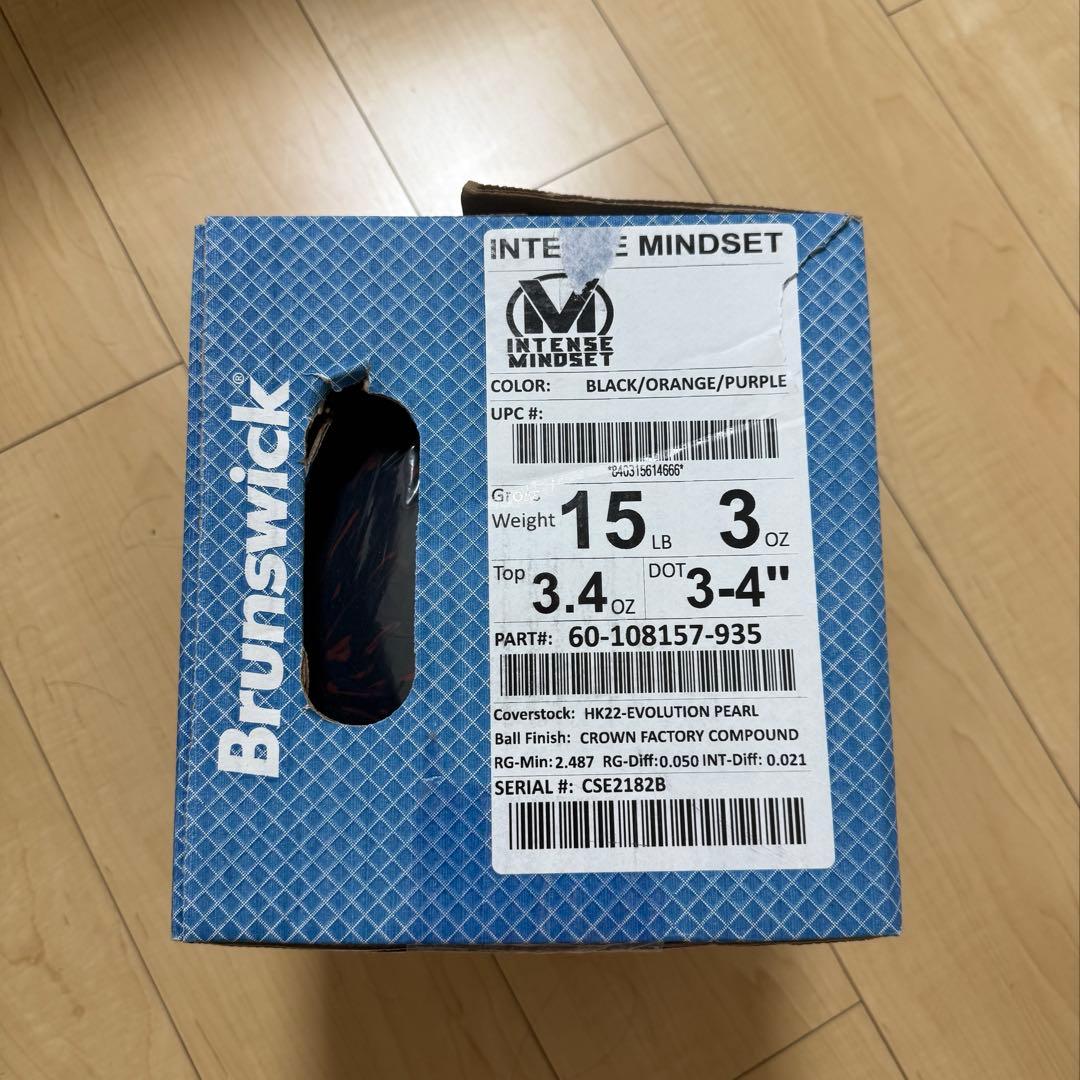 Brunswick®
INTE E MINDSET
M
INTENSE
MINDSET
COLOR: BLACK/ORANGE/PURPLE
UPC #:
*840315614666*
Gross
Weight 15 LB 3 OZ
Top 3.4 OZ DOT 3-4"
PART#: 60-108157-935
Coverstock: HK22-EVOLUTION PEARL
Ball Finish: CROWN FACTORY COMPOUND
RG-Min: 2.487 RG-Diff: 0.050 INT-Diff: 0.021
SERIAL #: CSE2182B